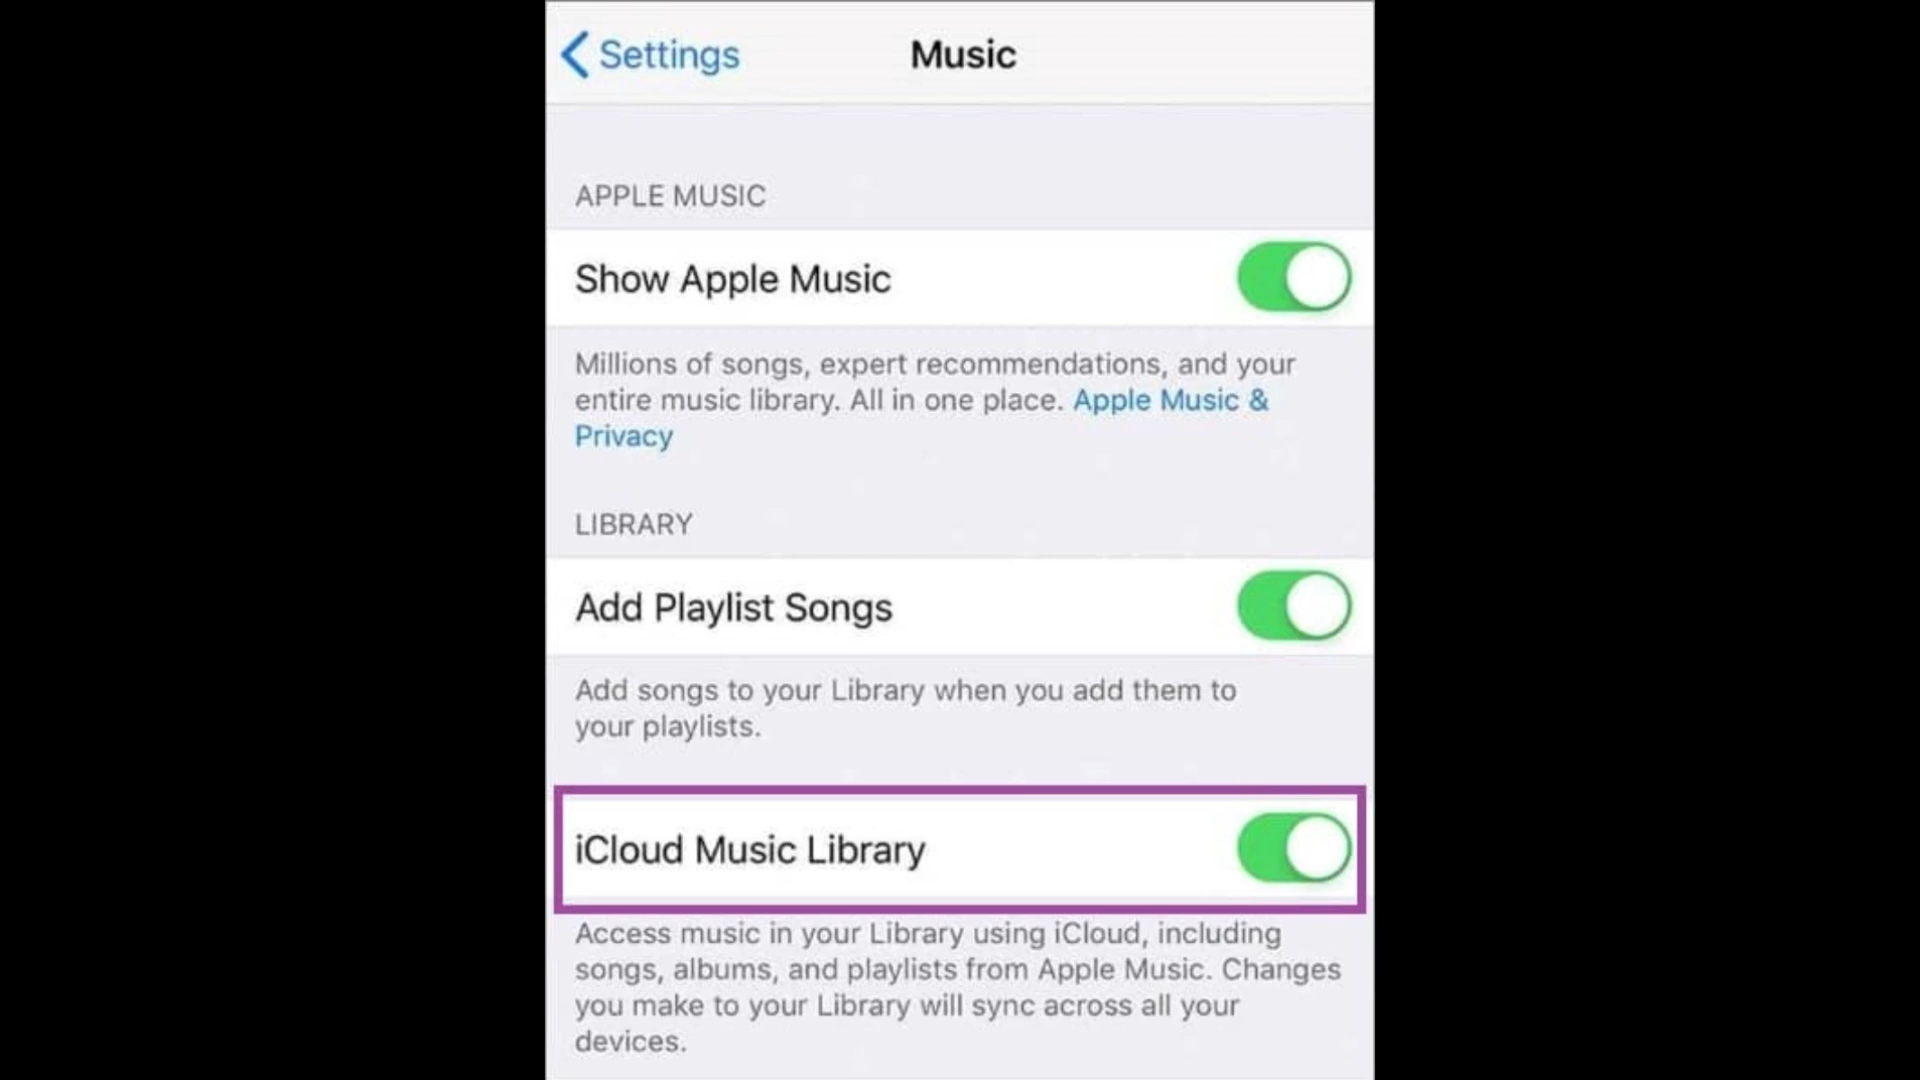 Settings
Music
APPLE MUSIC
Show Apple Music
Millions of songs, expert recommendations, and your
entire music library. All in one place. Apple Music &
Privacy
LIBRARY
Add Playlist Songs
Add songs to your Library when you add them to
your playlists.
iCloud Music Library
Access music in your Library using iCloud, including
songs, albums, and playlists from Apple Music. Changes
you make to your Library will sync across all your
devices.